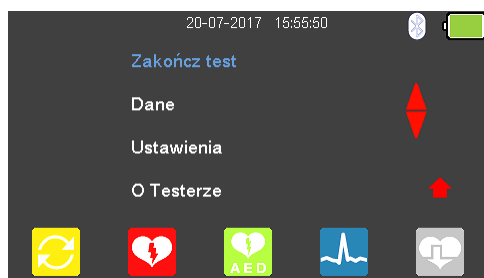 20-07-2017 15:55:50
Zakończ test
Dane
Ustawienia
O Testerze
AED